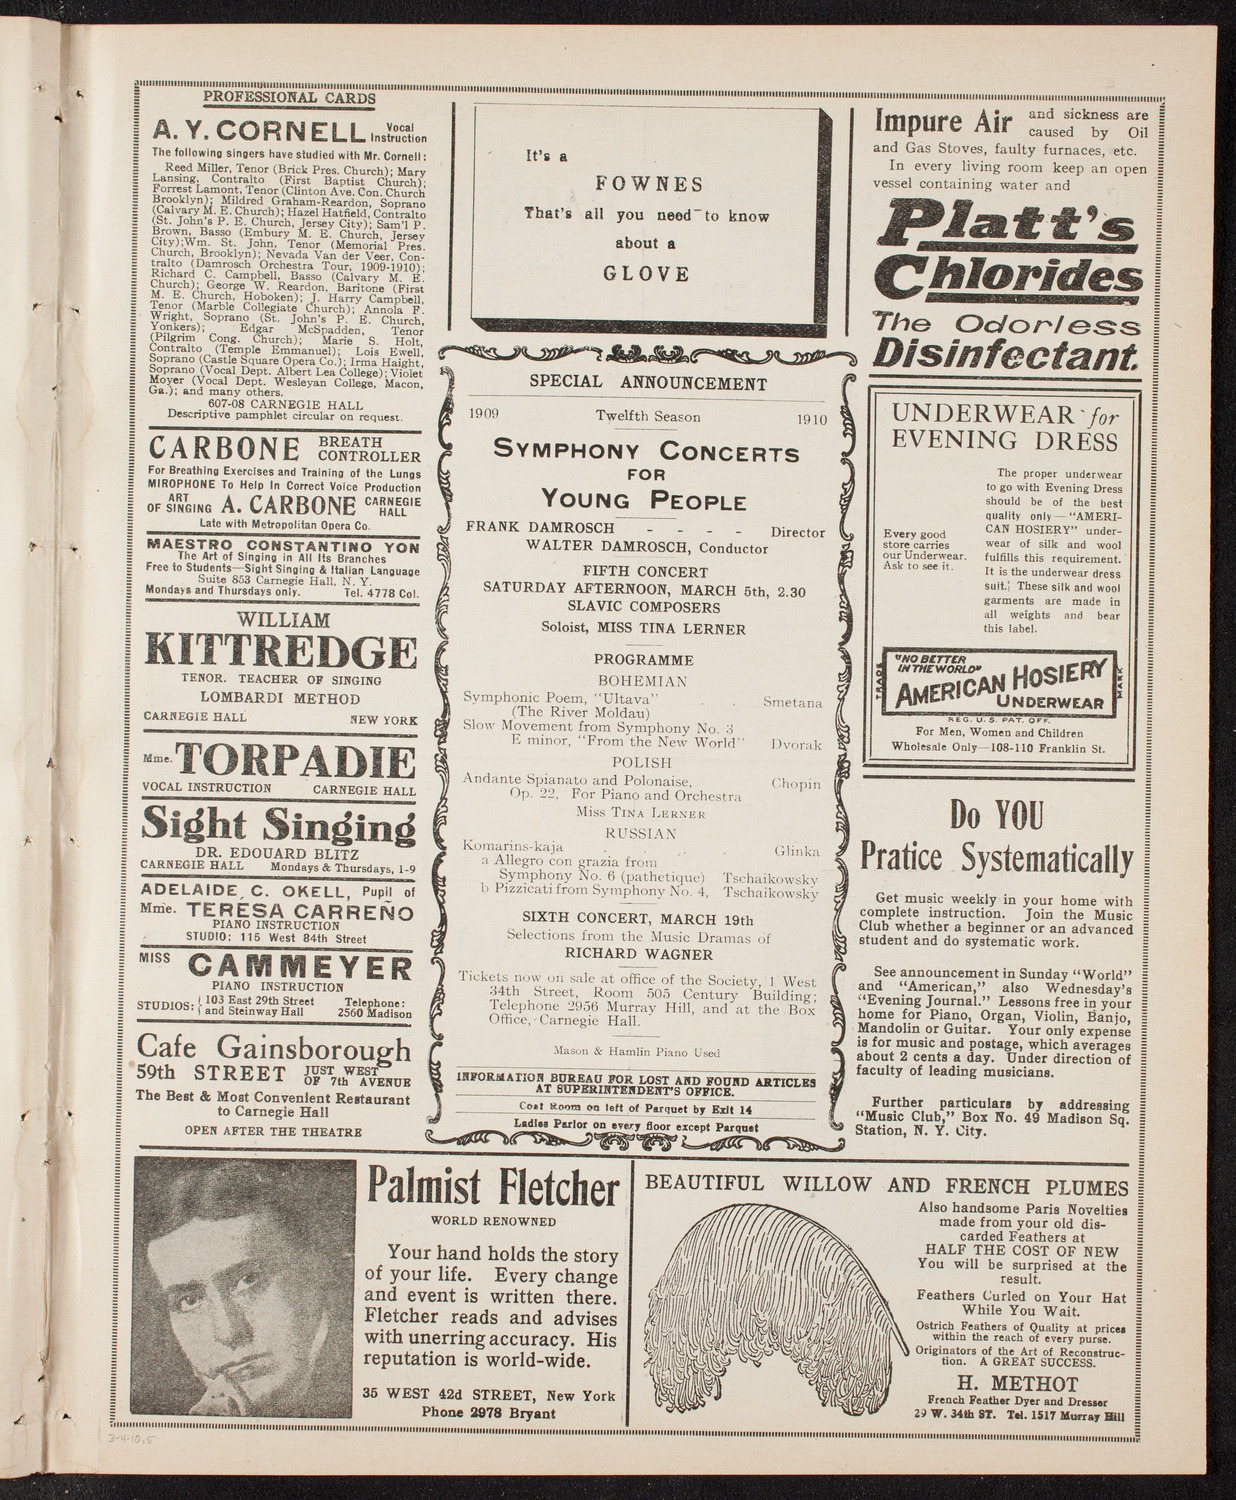 PROFESSIONAL CARDS
A. Y. CORNELL Vocal Instruction
The following singers have studied with Mr. Cornell:
Reed Miller, Tenor (Brick Pres. Church); Mary
Lansing, Contralto (First Baptist Church);
Forrest Lamont, Tenor (Clinton Ave. Con. Church
Brooklyn); Mildred Graham-Reardon, Soprano
(Calvary M. E. Church); Hazel Hatfield, Contralto
(St. John's P. E. Church, Jersey City); Sam'l P.
Brown, Basso (Embury M. E. Church, Jersey
City);Wm. St. John, Tenor (Memorial Pres.
Church, Brooklyn); Nevada Van der Veer, Con-
tralto (Damrosch Orchestra Tour, 1909-1910);
Richard C. Campbell, Basso (Calvary M. E.
Church); George W. Reardon, Baritone (First
M. E. Church, Hoboken); J. Harry Campbell,
Tenor (Marble Collegiate Church); Annola F.
Wright, Soprano (St. John's P. E. Church,
Yonkers); Edgar McSpadden, Tenor
(Pilgrim Cong. Church); Marie S. Holt,
Contralto (Temple Emmanuel); Lois Ewell,
Soprano (Castle Square Opera Co.); Irma Haight,
Soprano (Vocal Dept. Albert Lea College); Violet
Moyer (Vocal Dept. Wesleyan College, Macon,
Ga.); and many others.
607-08 CARNEGIE HALL
Descriptive pamphlet circular on request.
CARBONE BREATH CONTROLLER
For Breathing Exercises and Training of the Lungs
MIROPHONE To Help In Correct Voice Production
ART OF SINGING A. CARBONE CARNEGIE HALL
Late with Metropolitan Opera Co.
MAESTRO CONSTANTINO YON
The Art of Singing in All Its Branches
Free to Students—Sight Singing & Italian Language
Suite 853 Carnegie Hall, N. Y.
Mondays and Thursdays only. Tel. 4778 Col.
WILLIAM
KITTREDGE
TENOR. TEACHER OF SINGING
LOMBARDI METHOD
CARNEGIE HALL NEW YORK
Mme. TORPADIE
VOCAL INSTRUCTION CARNEGIE HALL
Sight Singing
DR. EDOUARD BLITZ
CARNEGIE HALL Mondays & Thursdays, 1-9
ADELAIDE C. OKELL, Pupil of
Mme. TERESA CARREÑO
PIANO INSTRUCTION
STUDIO: 115 West 84th Street
MISS CAMMEYER
PIANO INSTRUCTION
STUDIOS: { 103 East 29th Street Telephone:
and Steinway Hall 2560 Madison
Cafe Gainsborough
59th STREET JUST WEST OF 7th AVENUE
The Best & Most Convenient Restaurant
to Carnegie Hall
OPEN AFTER THE THEATRE
It's a
FOWNES
That's all you need to know
about a
GLOVE
SPECIAL ANNOUNCEMENT
1909 Twelfth Season 1910
SYMPHONY CONCERTS
FOR
YOUNG PEOPLE
FRANK DAMROSCH - - - - Director
WALTER DAMROSCH, Conductor
FIFTH CONCERT
SATURDAY AFTERNOON, MARCH 5th, 2.30
SLAVIC COMPOSERS
Soloist, MISS TINA LERNER
PROGRAMME
BOHEMIAN
Symphonic Poem, "Ultava" . . Smetana
(The River Moldau)
Slow Movement from Symphony No. 3
E minor, "From the New World" Dvorak
POLISH
Andante Spianato and Polonaise, Chopin
Op. 22, For Piano and Orchestra
Miss TINA LERNER
RUSSIAN
Komarins-kaja . . . . Glinka
a Allegro con grazia from
Symphony No. 6 (pathetique) Tschaikowsky
b Pizzicati from Symphony No. 4, Tschaikowsky
SIXTH CONCERT, MARCH 19th
Selections from the Music Dramas of
RICHARD WAGNER
Tickets now on sale at office of the Society, 1 West
34th Street, Room 505 Century Building;
Telephone 2956 Murray Hill, and at the Box
Office, Carnegie Hall.
Mason & Hamlin Piano Used
INFORMATION BUREAU FOR LOST AND FOUND ARTICLES
AT SUPERINTENDENT'S OFFICE.
Coat Room on left of Parquet by Exit 14
Ladies Parlor on every floor except Parquet
Impure Air and sickness are
caused by Oil
and Gas Stoves, faulty furnaces, etc.
In every living room keep an open
vessel containing water and
Platt's
Chlorides
The Odorless
Disinfectant.
UNDERWEAR for
EVENING DRESS
Every good
store carries
our Underwear.
Ask to see it.
The proper underwear
to go with Evening Dress
should be of the best
quality only—"AMERI-
CAN HOSIERY" under-
wear of silk and wool
fulfills this requirement.
It is the underwear dress
suit. These silk and wool
garments are made in
all weights and bear
this label.
TRADE MARK
"NO BETTER
IN THE WORLD"
AMERICAN HOSIERY
UNDERWEAR
REG. U. S. PAT. OFF.
For Men, Women and Children
Wholesale Only—108-110 Franklin St.
Do YOU
Pratice Systematically
Get music weekly in your home with
complete instruction. Join the Music
Club whether a beginner or an advanced
student and do systematic work.
See announcement in Sunday "World"
and "American," also Wednesday's
"Evening Journal." Lessons free in your
home for Piano, Organ, Violin, Banjo,
Mandolin or Guitar. Your only expense
is for music and postage, which averages
about 2 cents a day. Under direction of
faculty of leading musicians.
Further particulars by addressing
"Music Club," Box No. 49 Madison Sq.
Station, N. Y. City.
Palmist Fletcher
WORLD RENOWNED
Your hand holds the story
of your life. Every change
and event is written there.
Fletcher reads and advises
with unerring accuracy. His
reputation is world-wide.
35 WEST 42d STREET, New York
Phone 2978 Bryant
BEAUTIFUL WILLOW AND FRENCH PLUMES
Also handsome Paris Novelties
made from your old dis-
carded Feathers at
HALF THE COST OF NEW
You will be surprised at the
result.
Feathers Curled on Your Hat
While You Wait.
Ostrich Feathers of Quality at prices
within the reach of every purse.
Originators of the Art of Reconstruc-
tion. A GREAT SUCCESS.
H. METHOT
French Feather Dyer and Dresser
29 W. 34th ST. Tel. 1517 Murray Hill
3-4-10.5